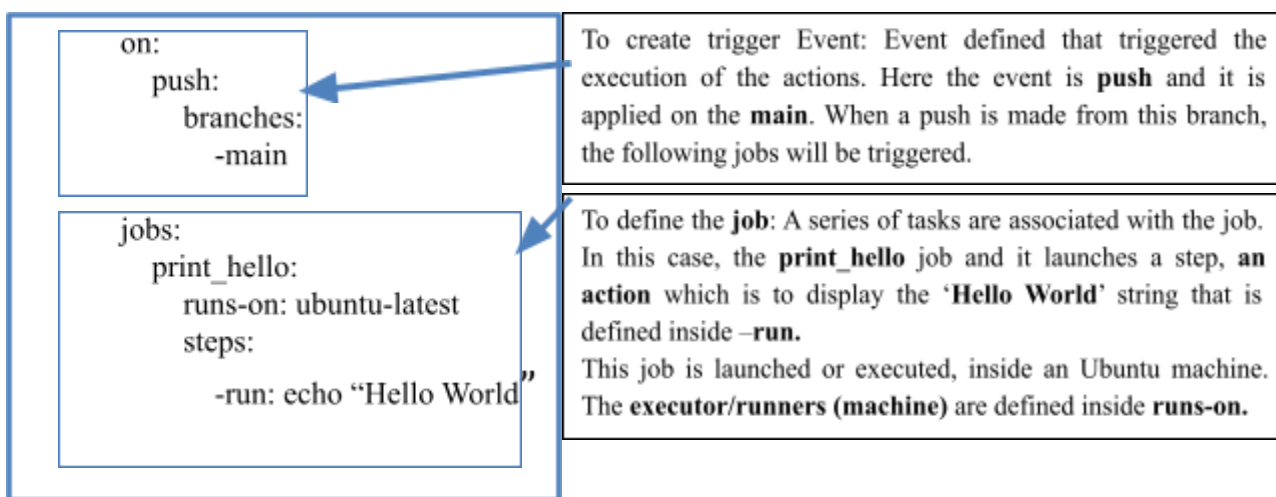 on:
push:
branches:
-main
To create trigger Event: Event defined that triggered the
execution of the actions. Here the event is push and it is
applied on the main. When a push is made from this branch,
the following jobs will be triggered.
jobs:
print_hello:
runs-on: ubuntu-latest
steps:
-run: echo “Hello World”
To define the job: A series of tasks are associated with the job.
In this case, the print_hello job and it launches a step, an
action which is to display the ‘Hello World’ string that is
defined inside –run.
This job is launched or executed, inside an Ubuntu machine.
The executor/runners (machine) are defined inside runs-on.